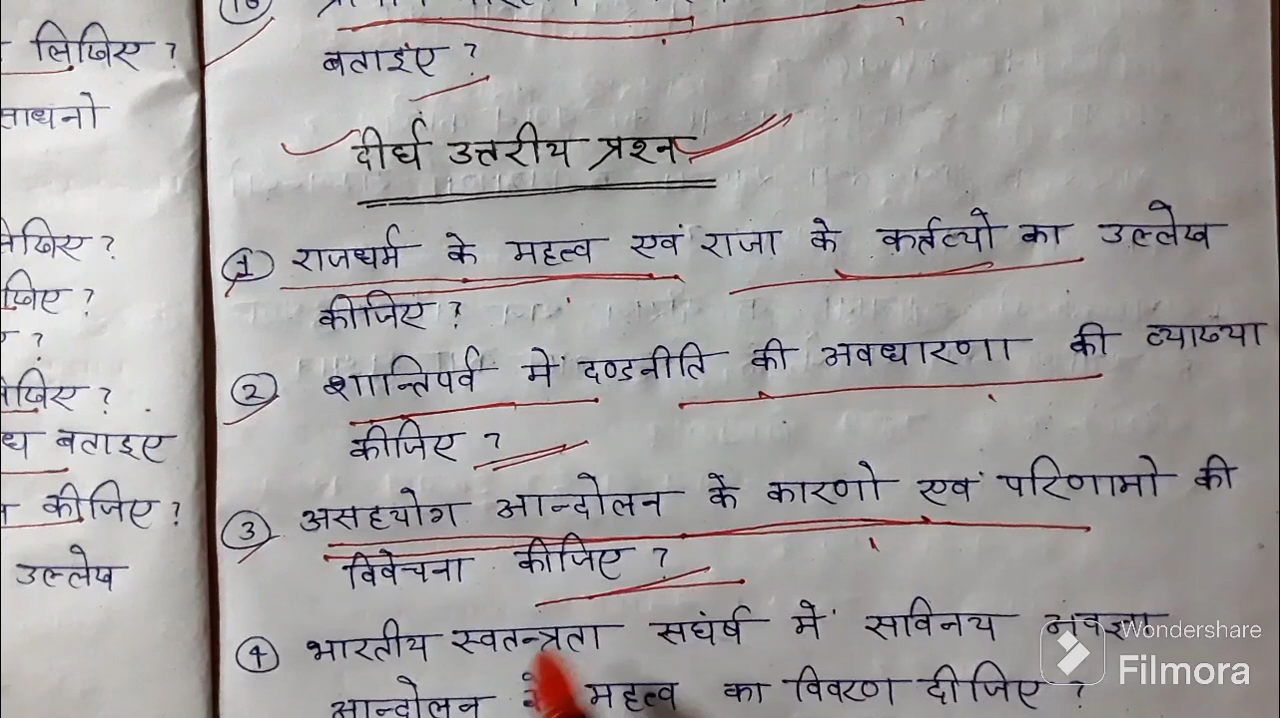 लिखिए ?
साधनो
लेखिए ?
खिए ?
?
लेखिए ?
बताइए
कीजिए ?
उल्लेख
बताइए ?
दीर्घ उत्तरीय प्रश्न
1 राजधर्म के महत्व एवं राजा के कर्तव्यो का उल्लेख
कीजिए ?
2 शान्तिपर्व में दण्डनीति की अवधारणा की व्याख्या
कीजिए ?
3 असहयोग आन्दोलन के कारणो एवं परिणामो की
विवेचना कीजिए ?
4 भारतीय स्वतन्त्रता सघंर्ष में सविनय अवज्ञा
आन्दोलन के महत्व का विवरण दीजिए ?
Wondershare
Filmora